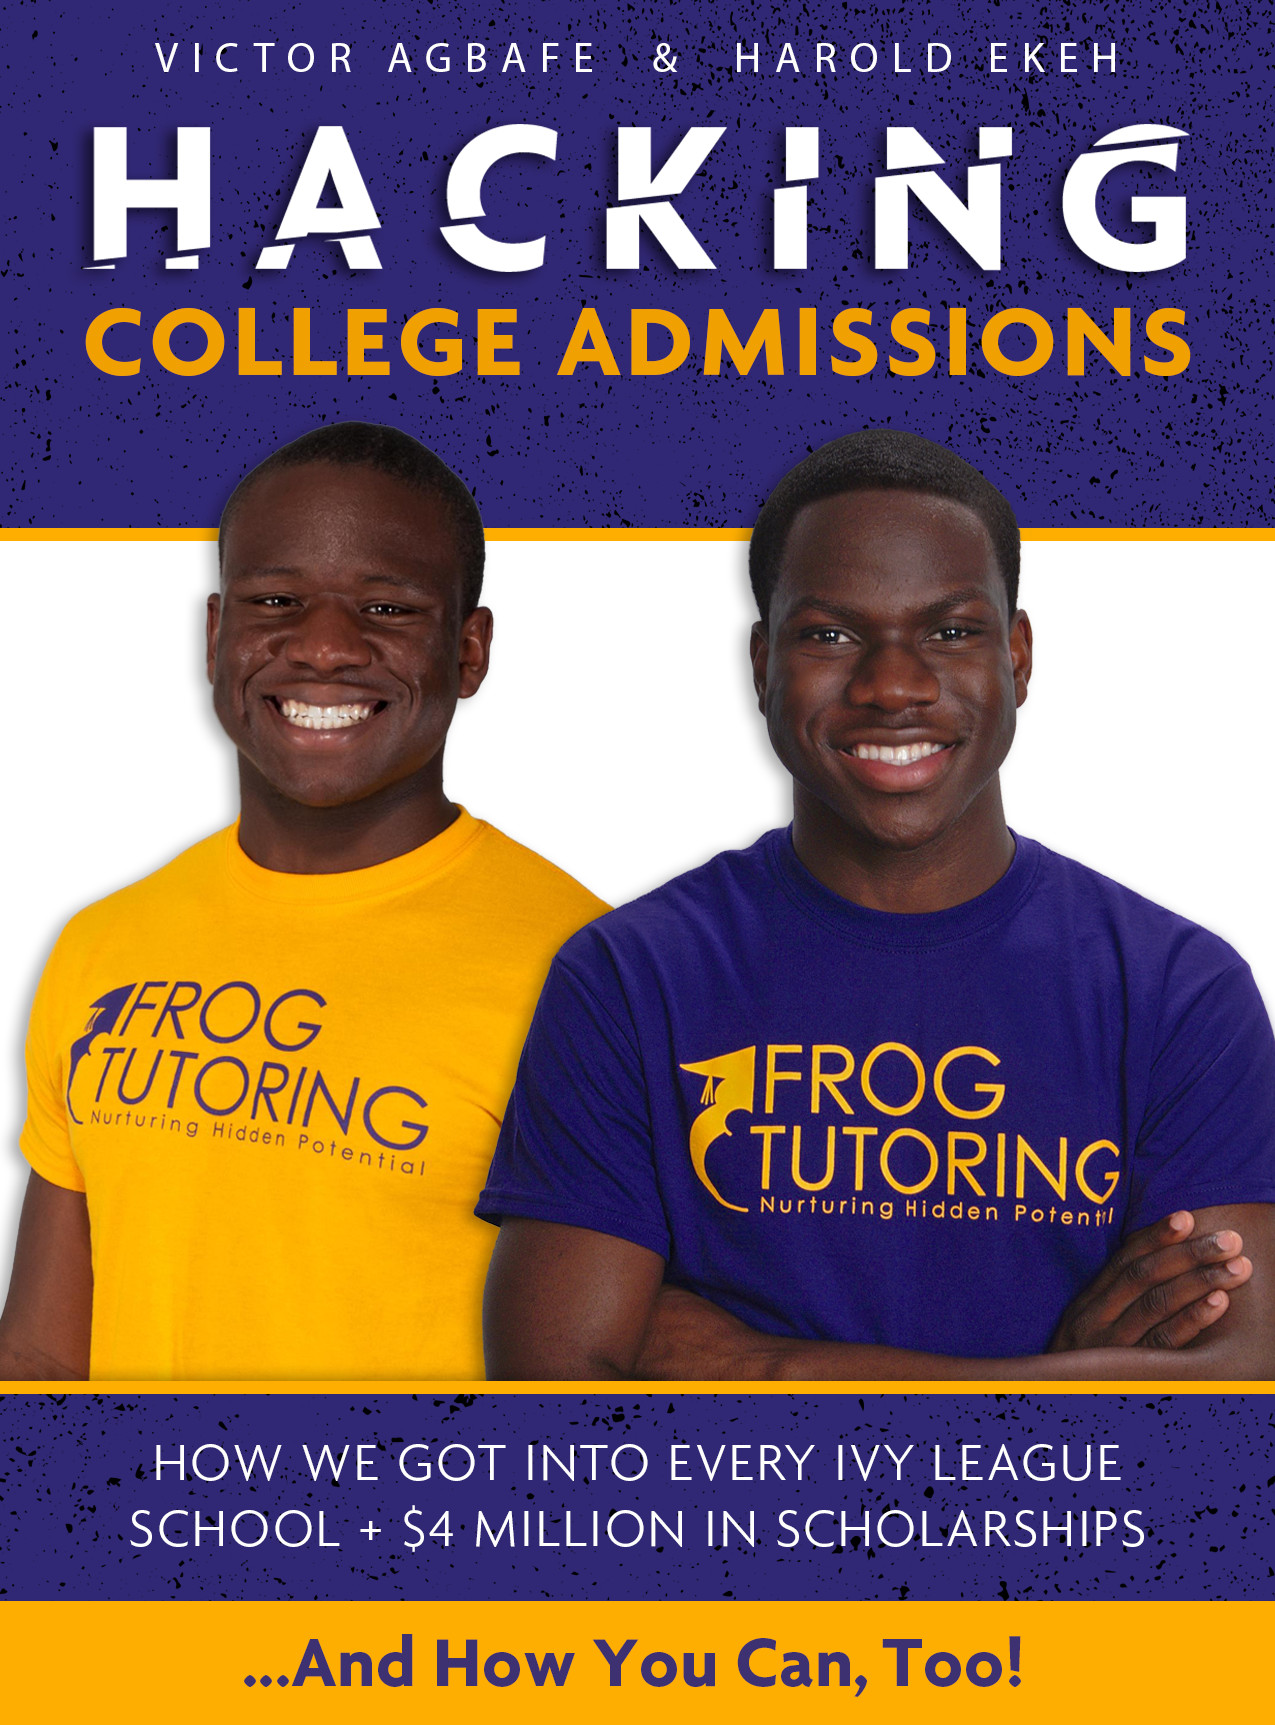 VICTOR AGBAFE & HAROLD EKEH
HACKING
COLLEGE ADMISSIONS
FROG
TUTORING
Nurturing Hidden Potential
FROG
TUTORING
Nurturing Hidden Potential
HOW WE GOT INTO EVERY IVY LEAGUE
SCHOOL + $4 MILLION IN SCHOLARSHIPS
...And How You Can, Too!